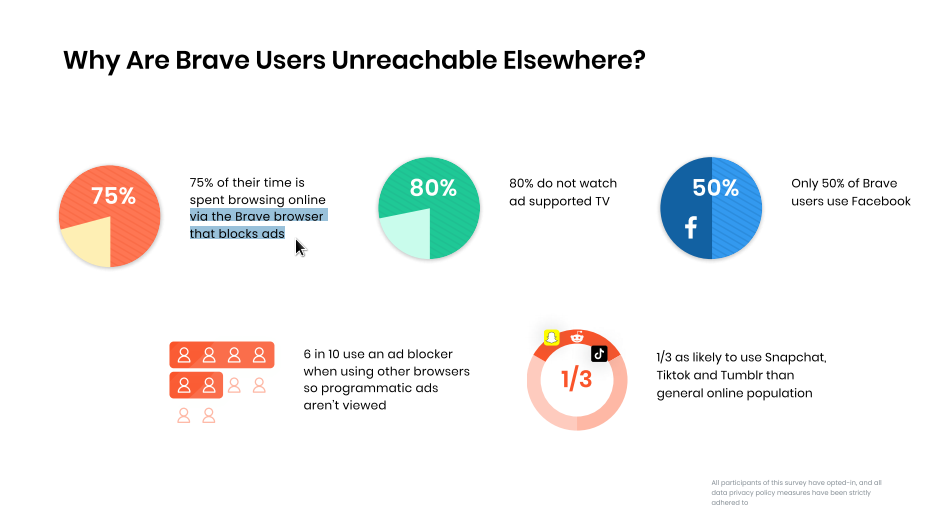 Why Are Brave Users Unreachable Elsewhere?
75%
75% of their time is
spent browsing online
via the Brave browser
that blocks ads
80%
80% do not watch
ad supported TV
50%
Only 50% of Brave
users use Facebook
6 in 10 use an ad blocker
when using other browsers
so programmatic ads
aren't viewed
1/3
1/3 as likely to use Snapchat,
Tiktok and Tumblr than
general online population
All participants of this survey have opted-in, and all
data privacy policy measures have been strictly
adhered to